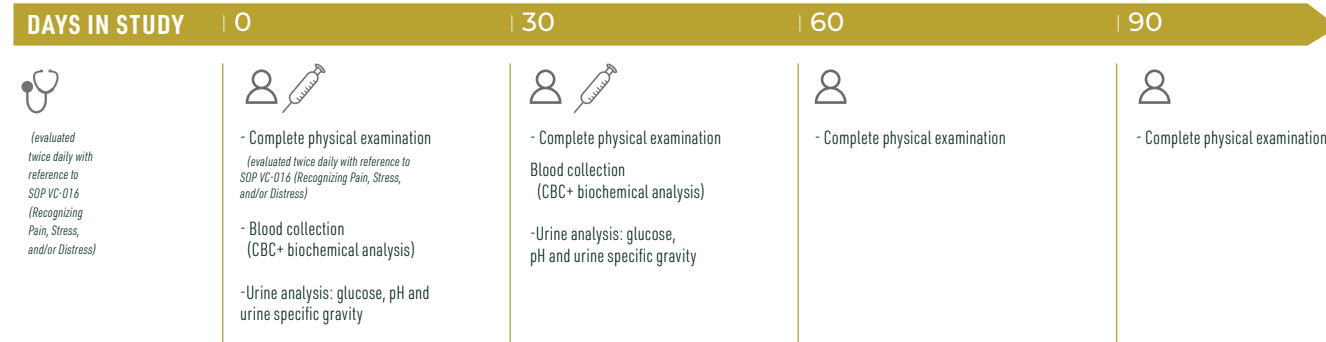 DAYS IN STUDY | 0 | 30 | 60 | 90
(evaluated
twice daily with
reference to
SOP VC-016
(Recognizing
Pain, Stress,
and/or Distress)
- Complete physical examination
(evaluated twice daily with reference to
SOP VC-016 (Recognizing Pain, Stress,
and/or Distress)
- Blood collection
(CBC+ biochemical analysis)
-Urine analysis: glucose, pH and
urine specific gravity
- Complete physical examination
Blood collection
(CBC+ biochemical analysis)
-Urine analysis: glucose,
pH and urine specific gravity
- Complete physical examination
- Complete physical examination